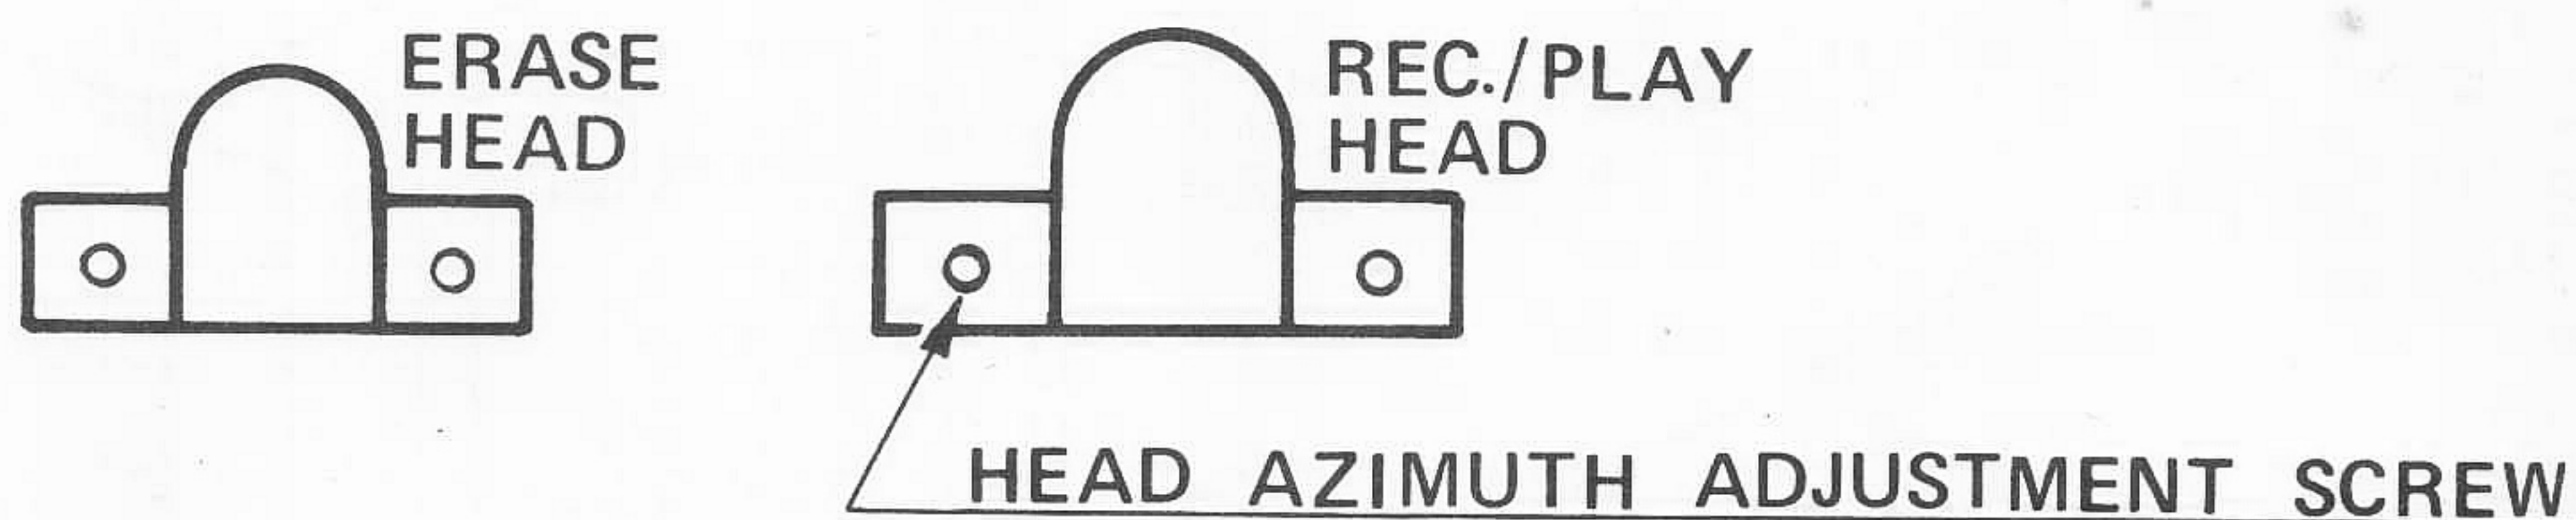 ERASE
HEAD
REC./PLAY
HEAD
HEAD AZIMUTH ADJUSTMENT SCREW